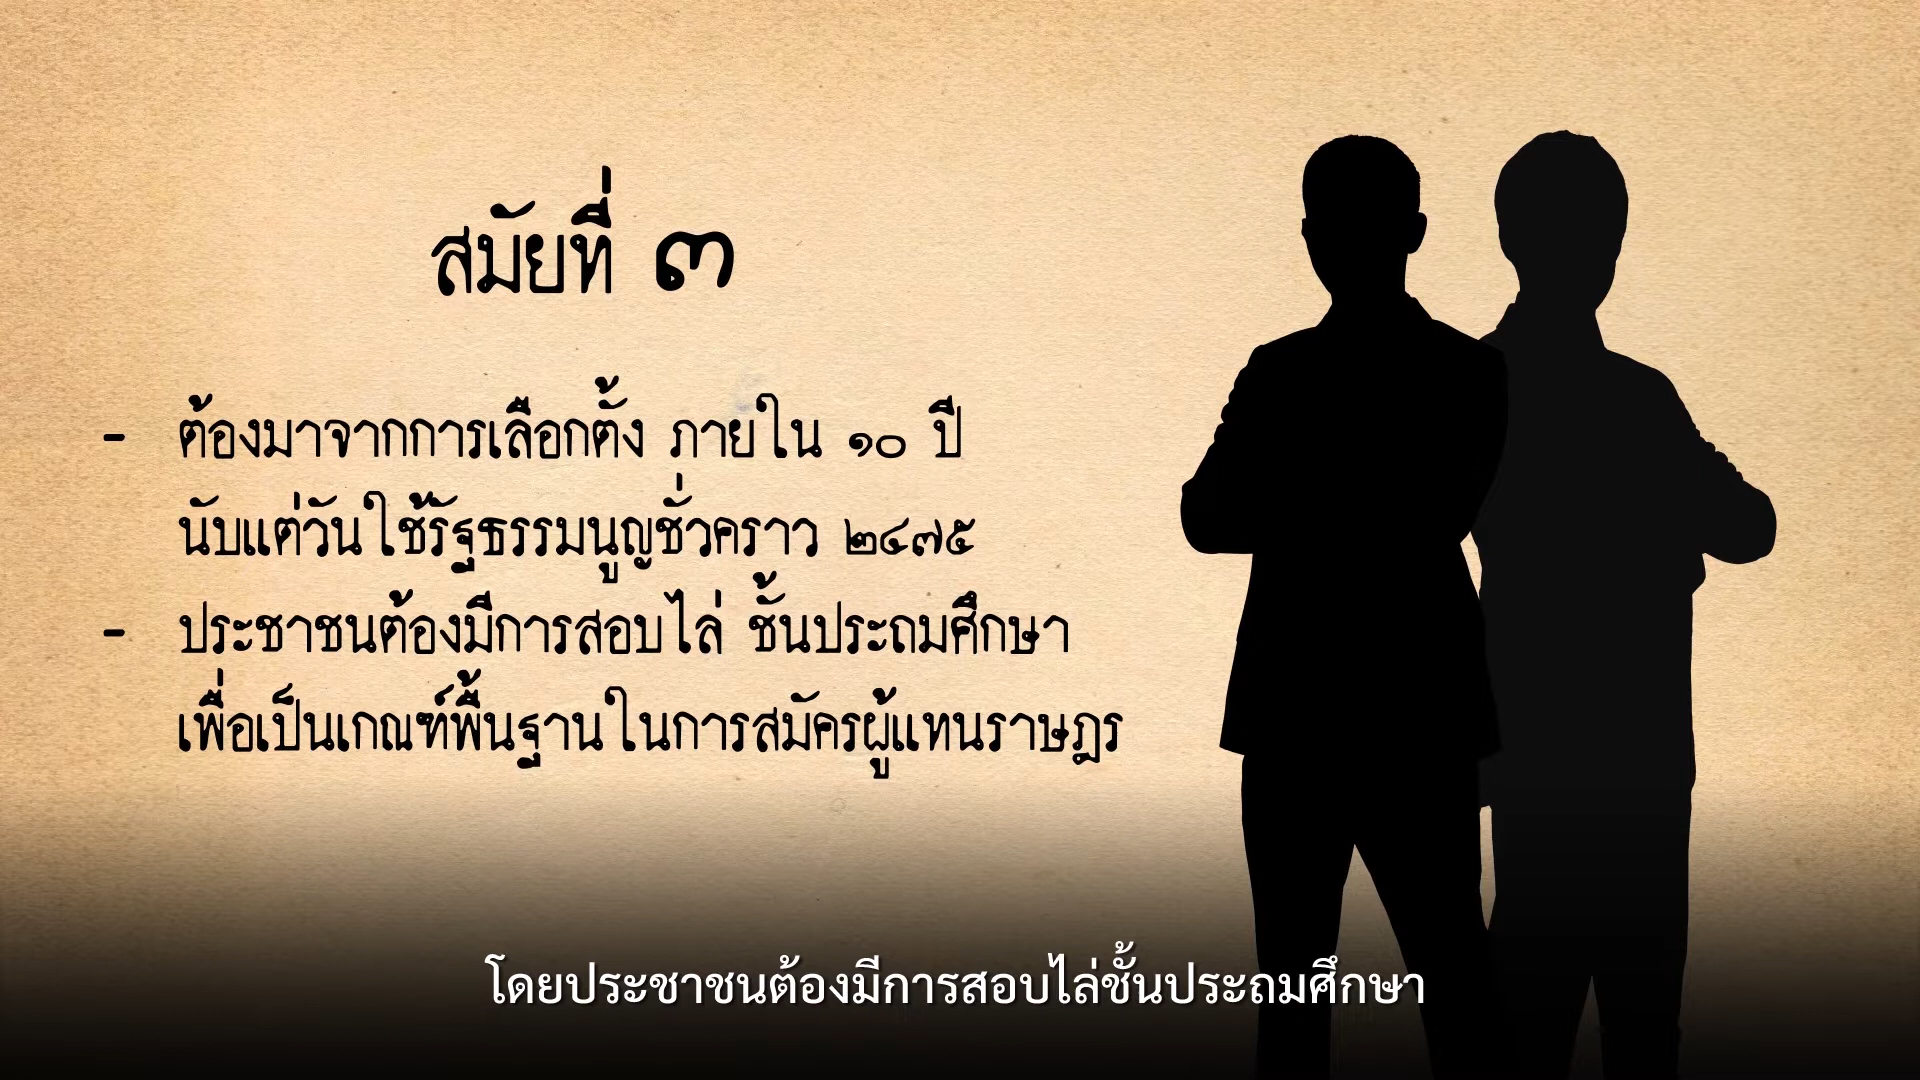 สมัยที่ ๓
- ต้องมาจากการเลือกตั้ง ภายใน ๑๐ ปี
นับแต่วันใช้รัฐธรรมนูญชั่วคราว ๒๔๗๕
- ประชาชนต้องมีการสอบไล่ ชั้นประถมศึกษา
เพื่อเป็นเกณฑ์พื้นฐานในการสมัครผู้แทนราษฎร
โดยประชาชนต้องมีการสอบไล่ชั้นประถมศึกษา